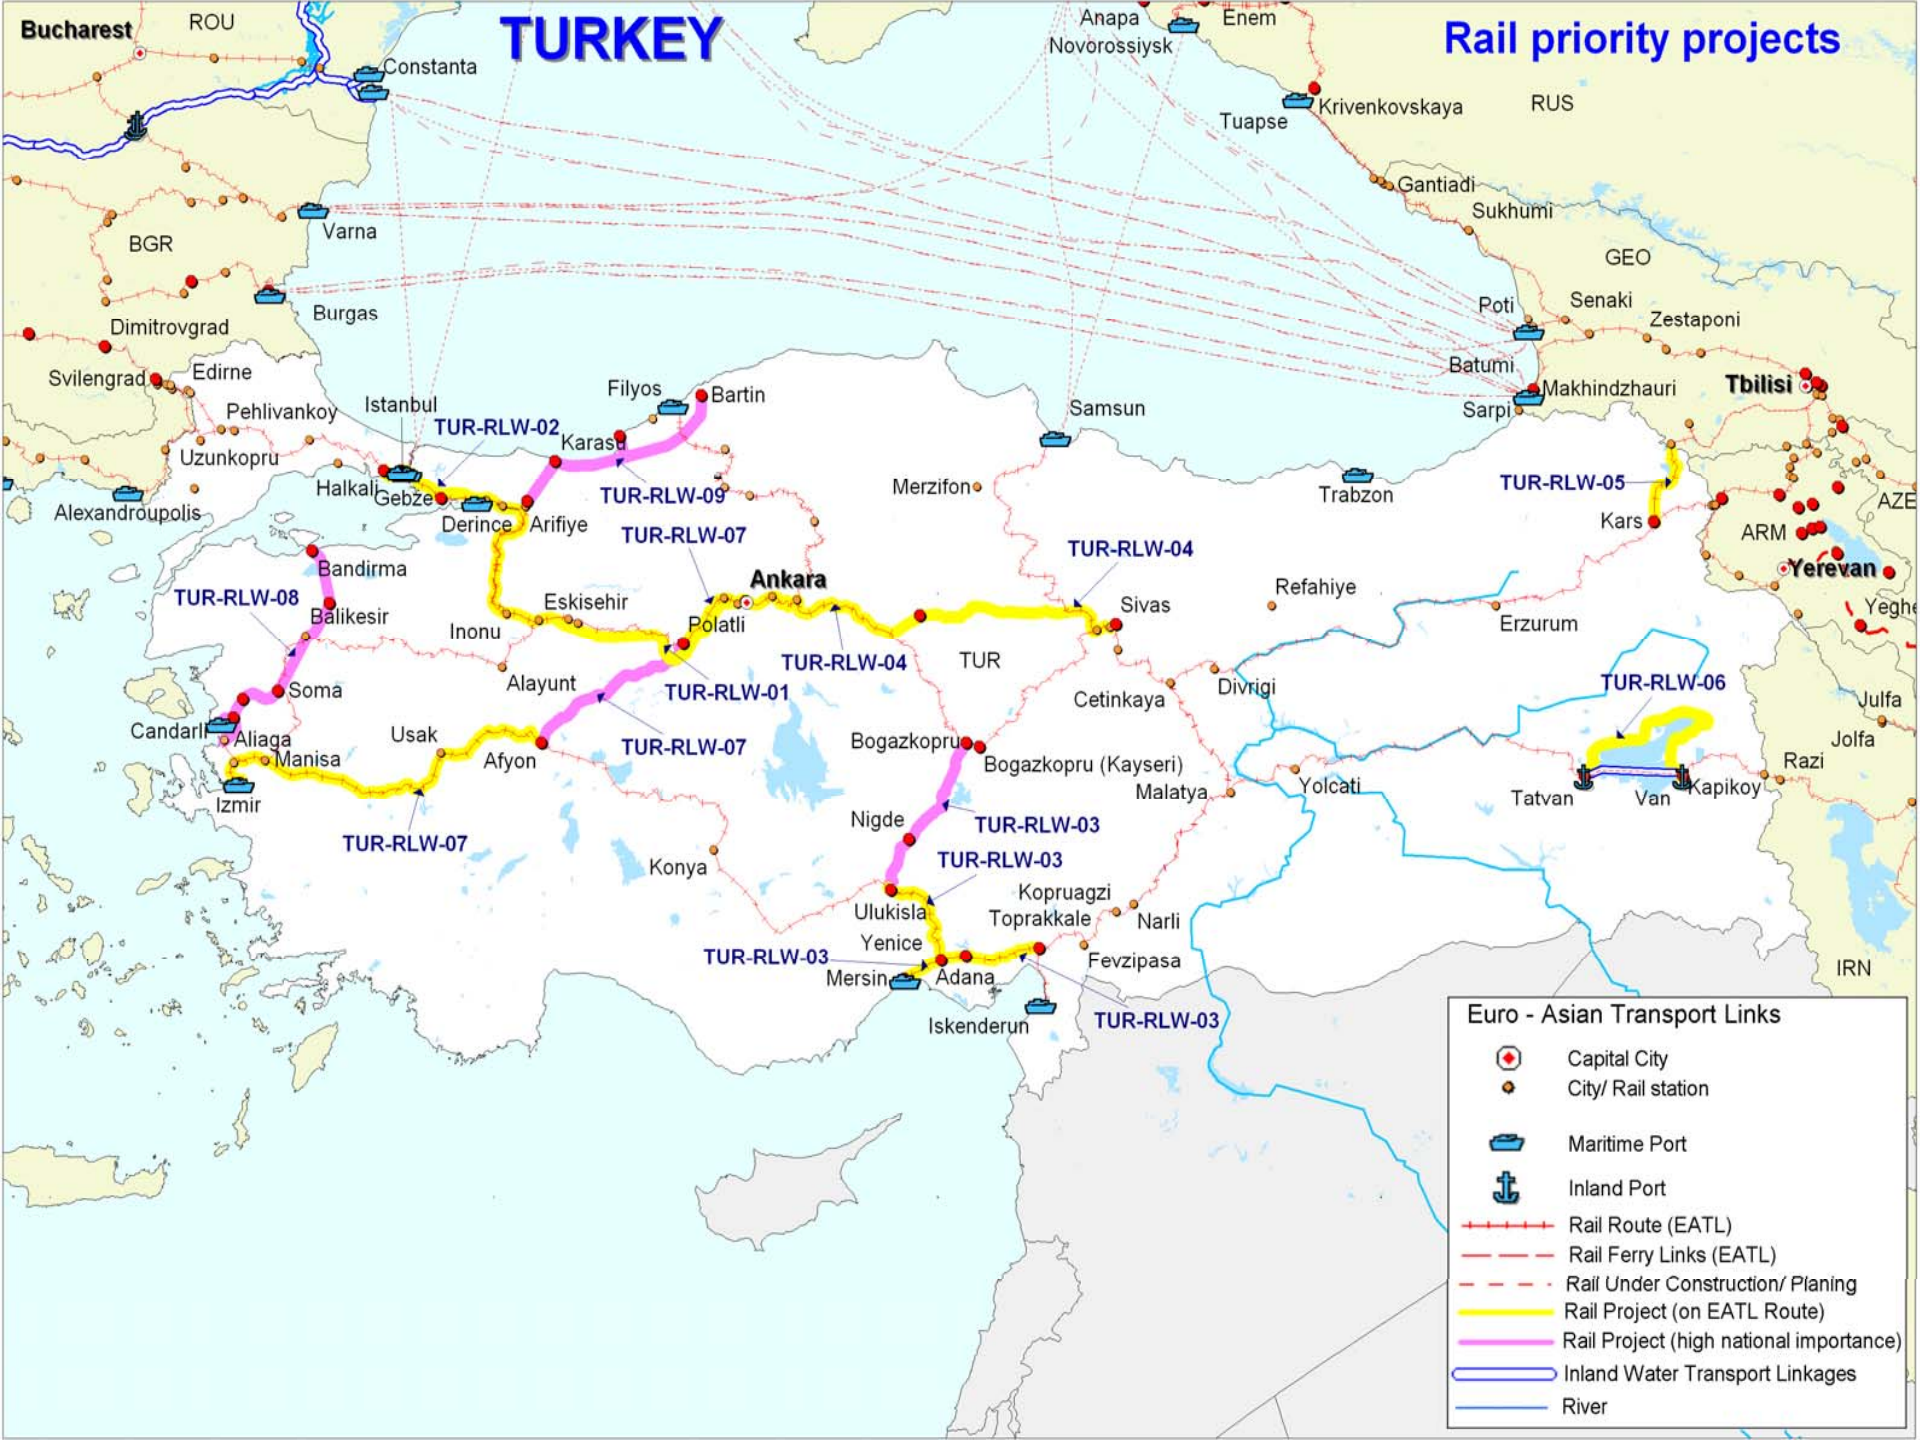 TURKEY
Rail priority projects
Bucharest
ROU
Constanta
Anapa
Novorossiysk
Enem
Krivenkovskaya
Tuapse
RUS
Gantiadi
Sukhumi
Varna
BGR
GEO
Burgas
Poti
Senaki
Zestaponi
Dimitrovgrad
Svilengrad
Edirne
Batumi
Makhindzhauri
Sarpi
Tbilisi
Filyos
Bartin
Istanbul
Pehlivankoy
TUR-RLW-02
Karasu
Samsun
Uzunkopru
Halkali
Gebze
TUR-RLW-09
Merzifon
Trabzon
TUR-RLW-05
Kars
AZE
Alexandroupolis
Derince
Arifiye
TUR-RLW-07
ARM
TUR-RLW-04
Bandirma
Ankara
Yerevan
TUR-RLW-08
Balikesir
Eskisehir
Refahiye
Sivas
Yeghe
Inonu
Polatli
Erzurum
TUR-RLW-04
TUR
Alayunt
TUR-RLW-01
Soma
Cetinkaya
Divrigi
TUR-RLW-06
Julfa
Candarli
Aliaga
Usak
Afyon
TUR-RLW-07
Bogazkopru
Jolfa
Manisa
Bogazkopru (Kayseri)
Razi
Izmir
Malatya
Yolcati
Tatvan
Van
Kapikoy
TUR-RLW-07
Nigde
TUR-RLW-03
Konya
TUR-RLW-03
Kopruagzi
Ulukisla
Toprakkale
Narli
Yenice
TUR-RLW-03
Mersin
Adana
Fevzipasa
IRN
Iskenderun
TUR-RLW-03
Euro - Asian Transport Links
Capital City
City/ Rail station
Maritime Port
Inland Port
Rail Route (EATL)
Rail Ferry Links (EATL)
Rail Under Construction/ Planing
Rail Project (on EATL Route)
Rail Project (high national importance)
Inland Water Transport Linkages
River